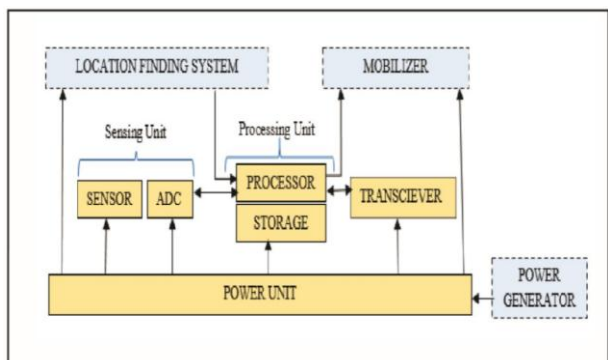 LOCATION FINDING SYSTEM
MOBILIZER
Sensing Unit
Processing Unit
SENSOR
ADC
PROCESSOR
STORAGE
TRANSCIEVER
POWER UNIT
POWER
GENERATOR